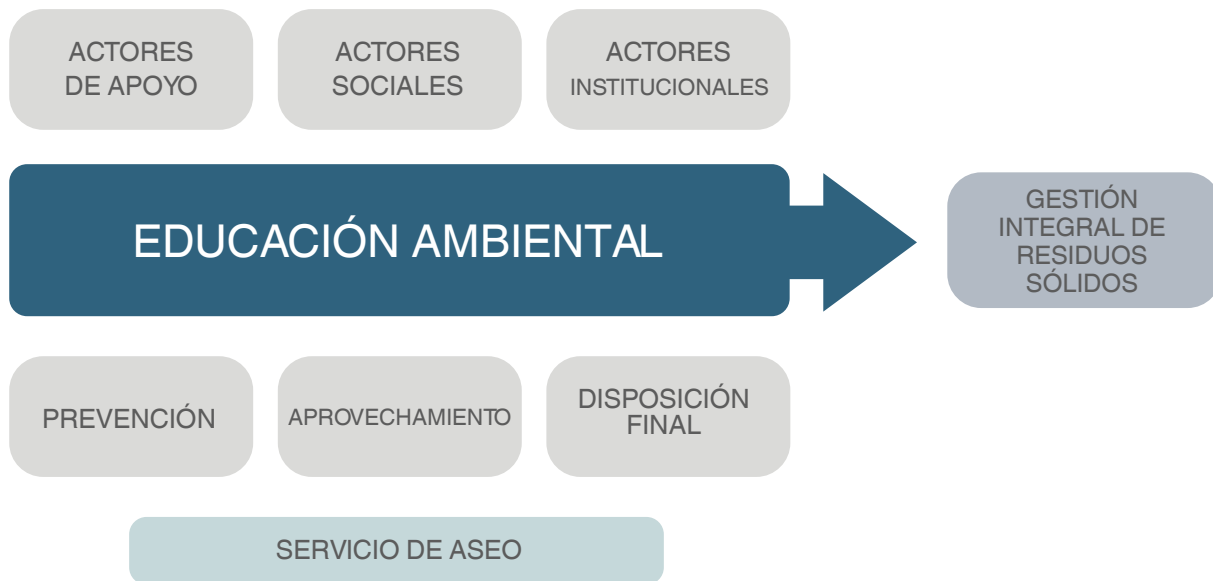 ACTORES
DE APOYO
ACTORES
SOCIALES
ACTORES
INSTITUCIONALES
EDUCACIÓN AMBIENTAL
GESTIÓN
INTEGRAL DE
RESIDUOS
SÓLIDOS
PREVENCIÓN
APROVECHAMIENTO
DISPOSICIÓN
FINAL
SERVICIO DE ASEO